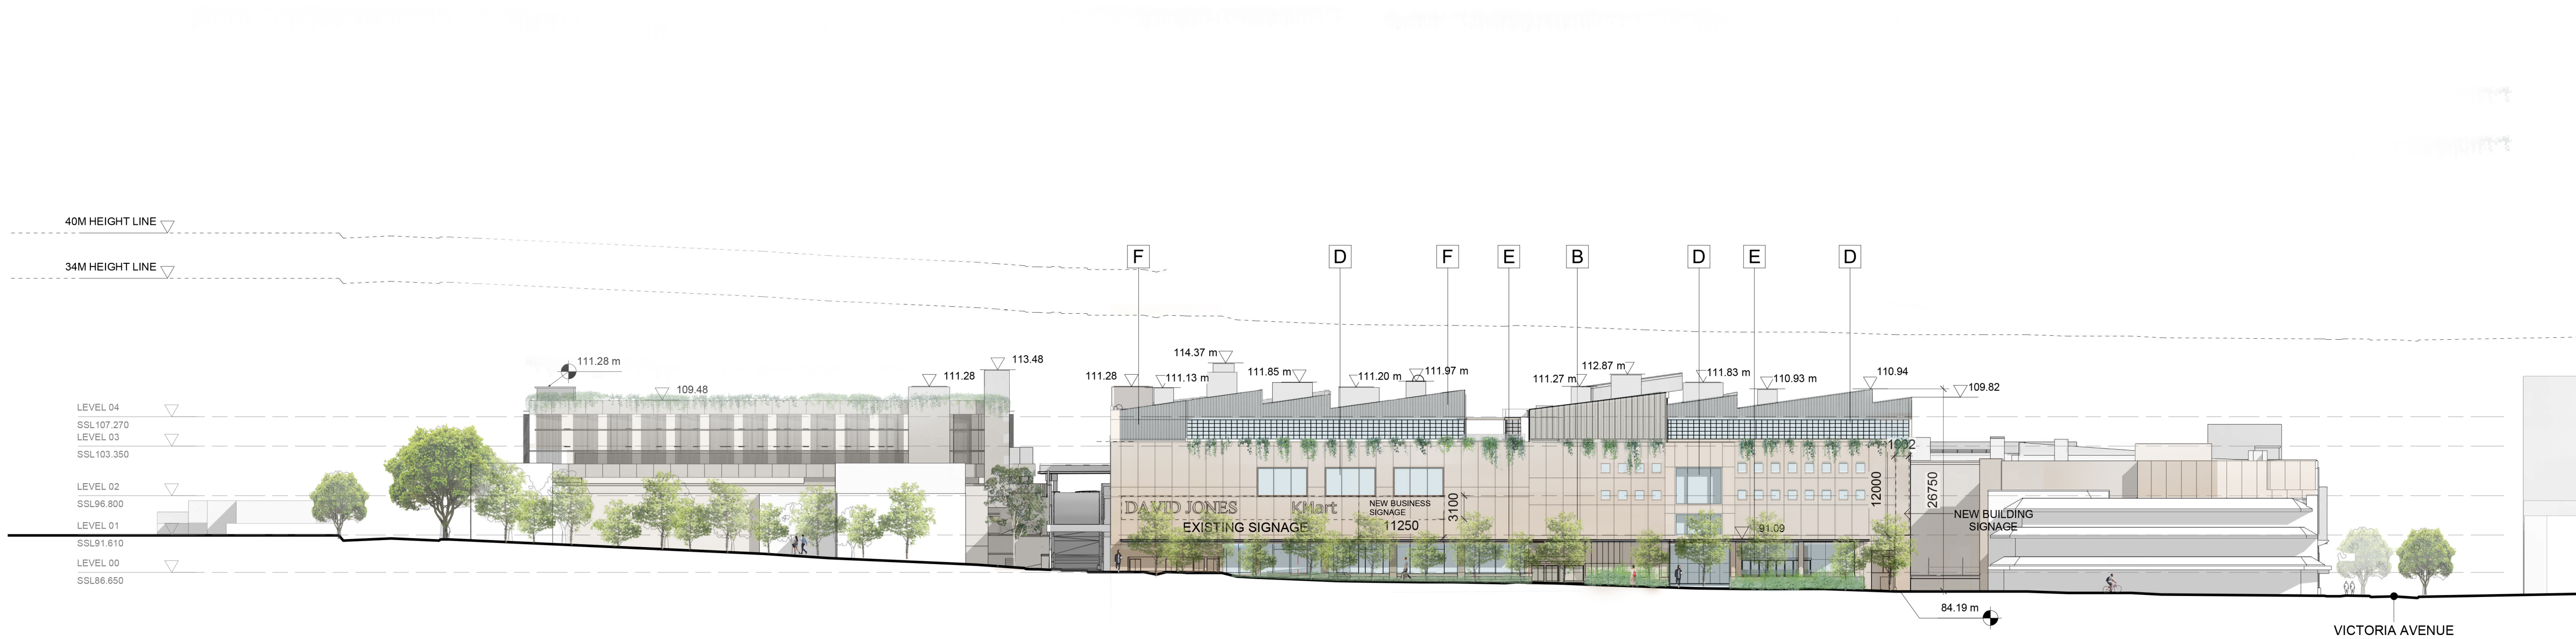 40M HEIGHT LINE
34M HEIGHT LINE
F
D
F
E
B
D
E
D
111.28 m
109.48
111.28
113.48
111.28
111.13 m
114.37 m
111.85 m
111.20 m
111.97 m
111.27 m
112.87 m
111.83 m
110.93 m
110.94
109.82
LEVEL 04
SSL107.270
LEVEL 03
SSL103.350
LEVEL 02
SSL96.800
LEVEL 01
SSL91.610
LEVEL 00
SSL86.650
DAVID JONES
KMart
NEW BUSINESS
SIGNAGE
3100
EXISTING SIGNAGE
11250
91.09
1902
12000
26750
NEW BUILDING
SIGNAGE
84.19 m
VICTORIA AVENUE